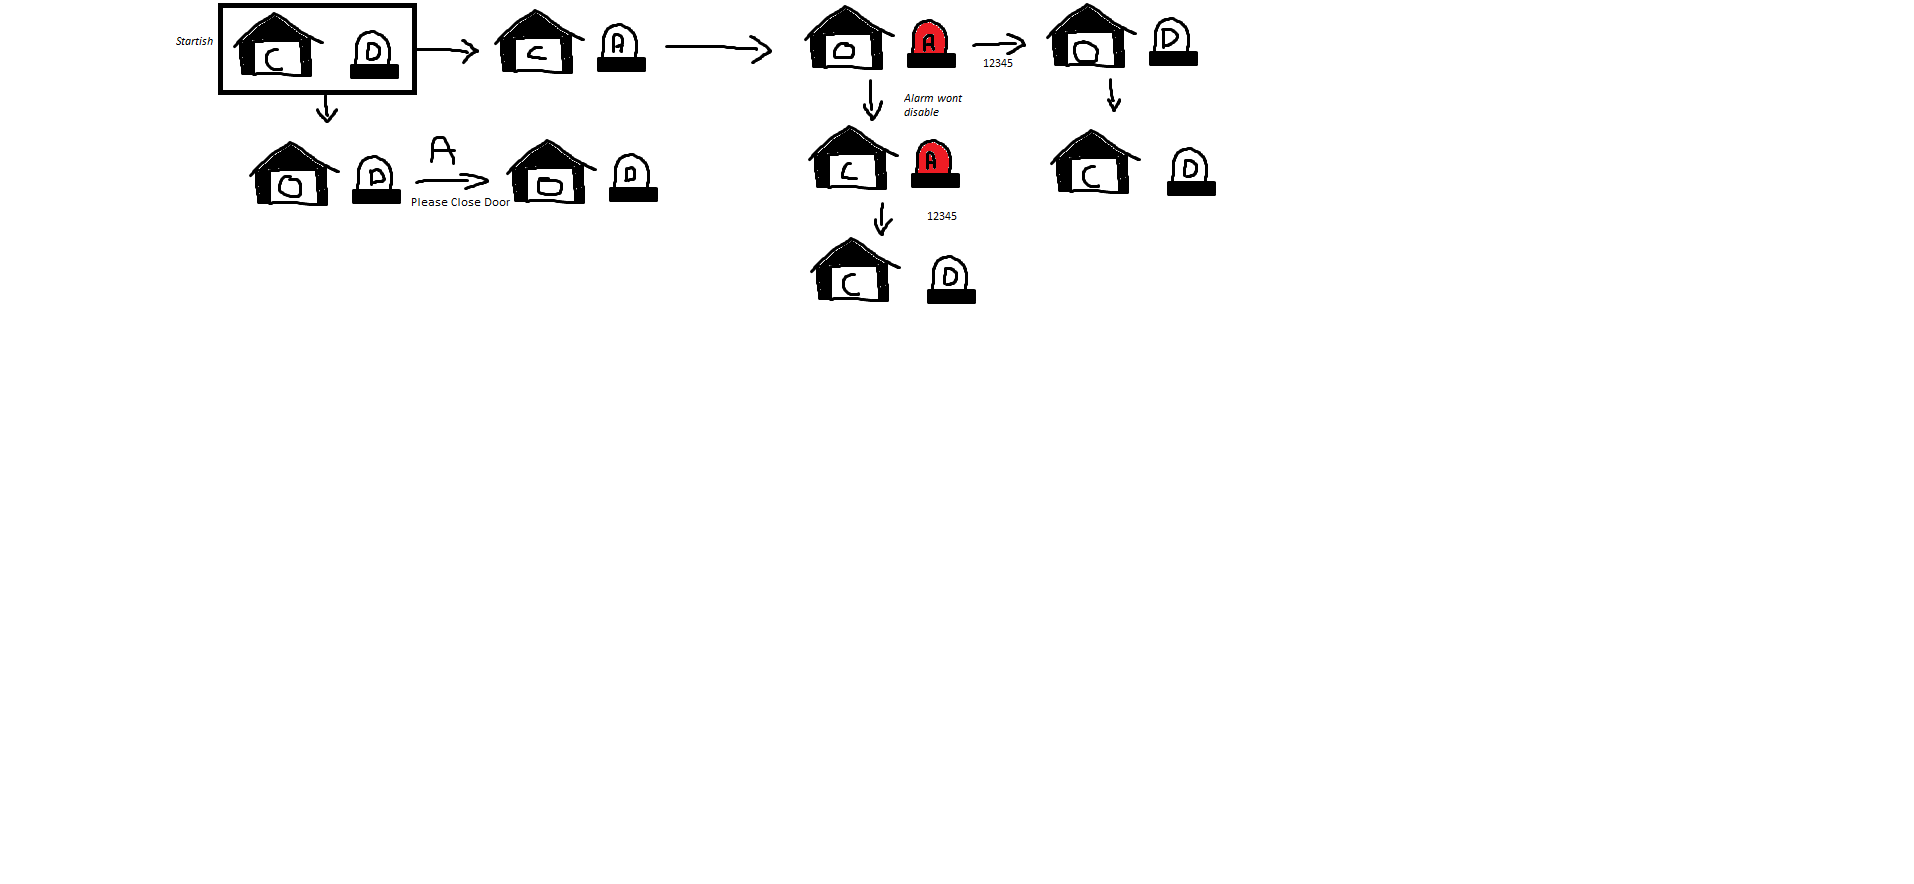 Startish
C D
C A
O A
12345
O D
Alarm wont
disable
O D
A
Please Close Door
O D
C A
C D
12345
C D